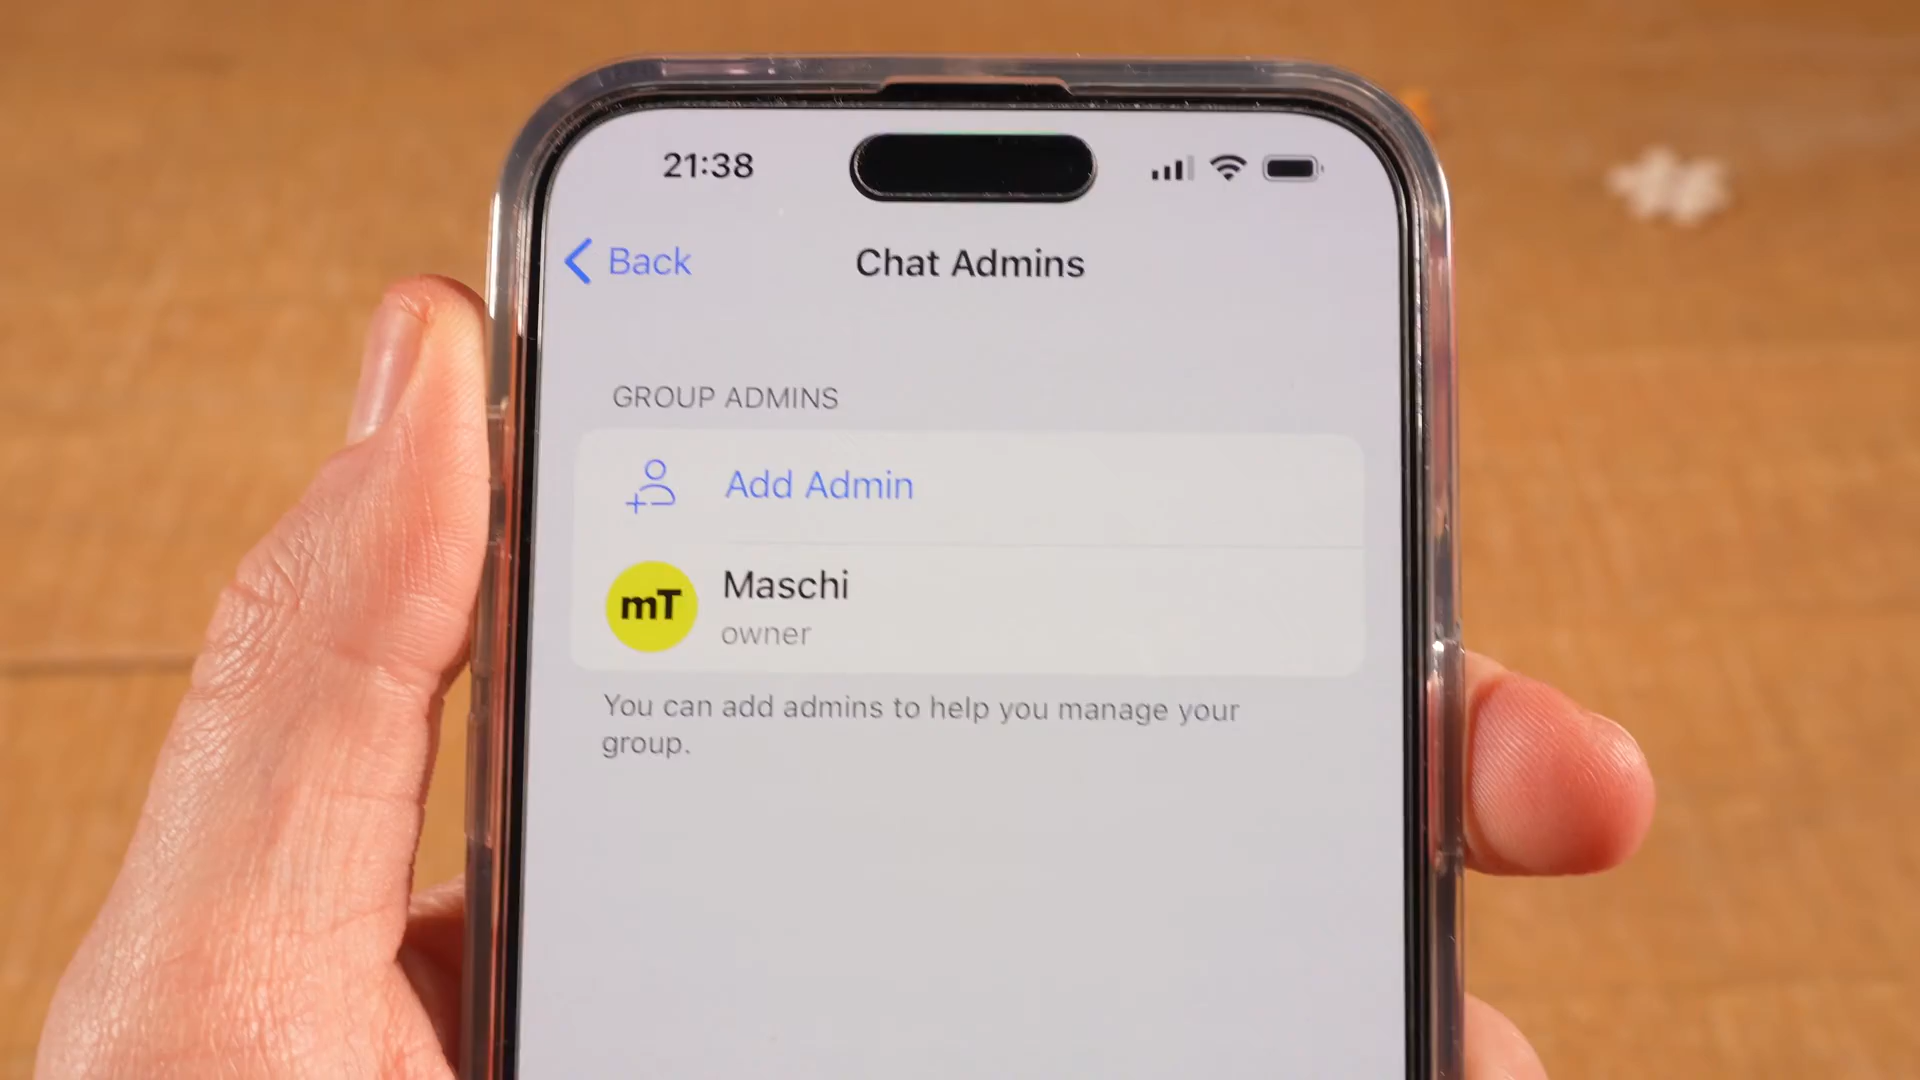 21:38
Back
Chat Admins
GROUP ADMINS
Add Admin
mT
Maschi
owner
You can add admins to help you manage your
group.